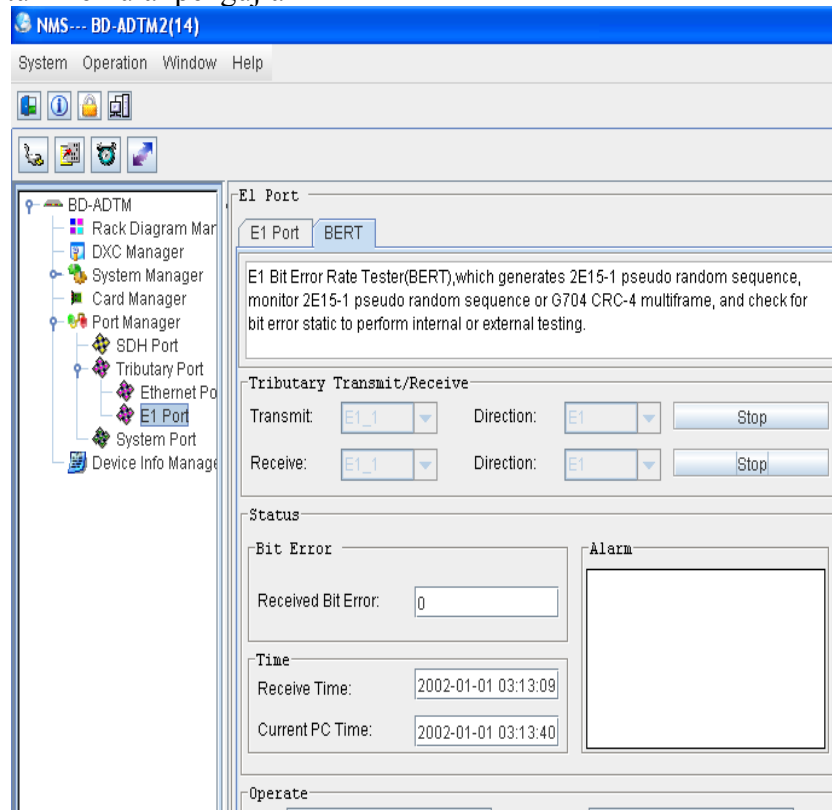 NMS--- BD-ADTM2(14)
System Operation Window Help
BD-ADTM
Rack Diagram Mar
DXC Manager
System Manager
Card Manager
Port Manager
SDH Port
Tributary Port
Ethernet Po
E1 Port
System Port
Device Info Manage
E1 Port
E1 Port BERT
E1 Bit Error Rate Tester(BERT),which generates 2E15-1 pseudo random sequence,
monitor 2E15-1 pseudo random sequence or G704 CRC-4 multiframe, and check for
bit error static to perform internal or external testing.
Tributary Transmit/Receive
Transmit: E1_1 Direction: E1 Stop
Receive: E1_1 Direction: E1 Stop
Status
Bit Error
Received Bit Error: 0
Alarm
Time
Receive Time: 2002-01-01 03:13:09
Current PC Time: 2002-01-01 03:13:40
Operate